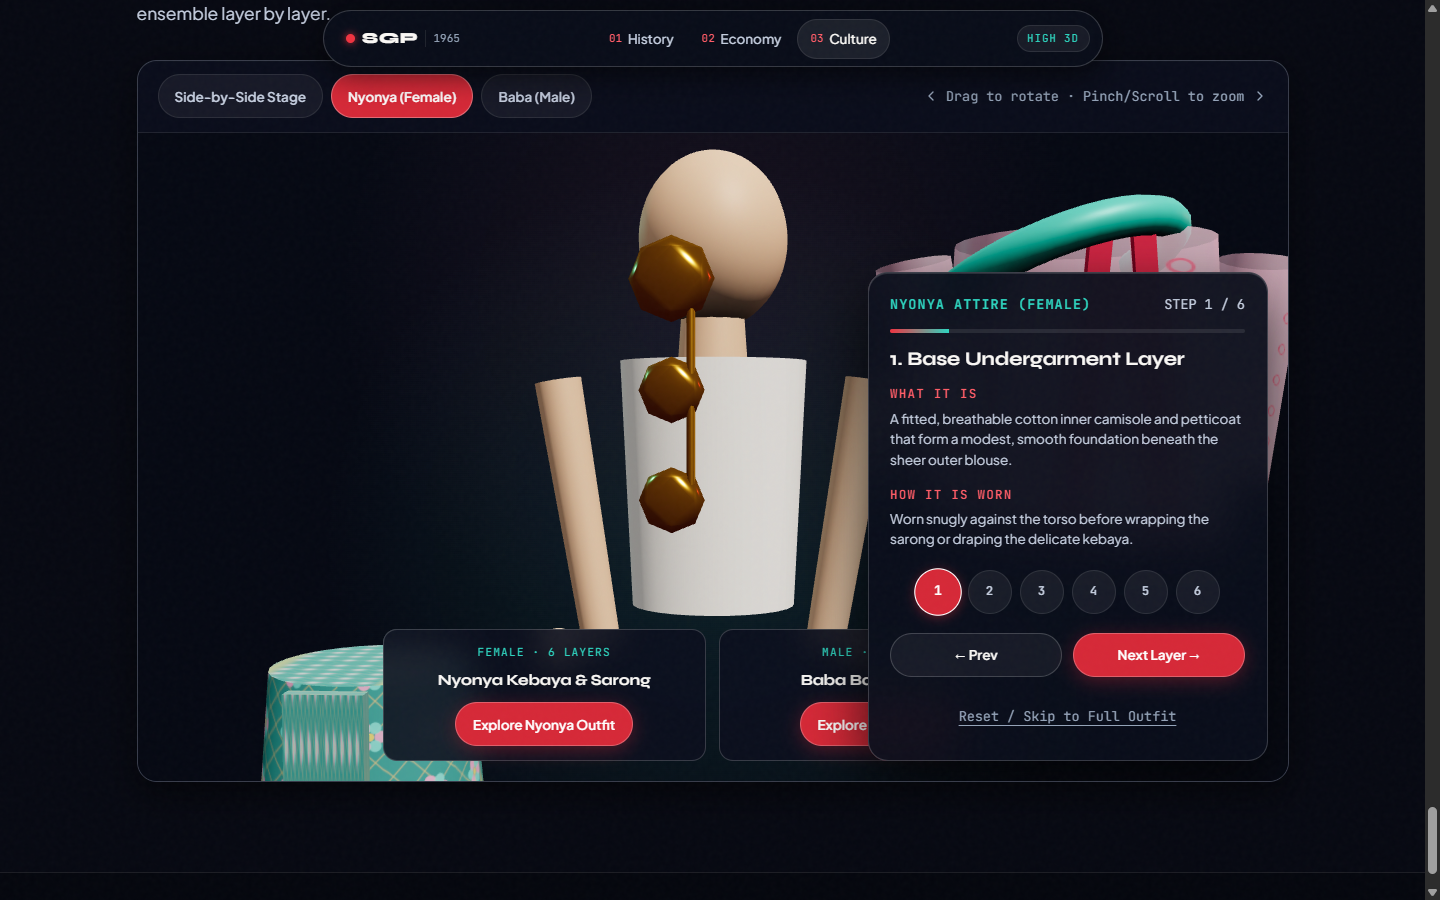 ensemble layer by layer.
SGP
1965
01 History
02 Economy
03 Culture
HIGH 3D
Side-by-Side Stage
Nyonya (Female)
Baba (Male)
Drag to rotate · Pinch/Scroll to zoom
NYONYA ATTIRE (FEMALE)
STEP 1 / 6
1. Base Undergarment Layer
WHAT IT IS
A fitted, breathable cotton inner camisole and petticoat
that form a modest, smooth foundation beneath the
sheer outer blouse.
HOW IT IS WORN
Worn snugly against the torso before wrapping the
sarong or draping the delicate kebaya.
1
2
3
4
5
6
← Prev
Next Layer →
Reset / Skip to Full Outfit
FEMALE · 6 LAYERS
Nyonya Kebaya & Sarong
Explore Nyonya Outfit
MALE ·
Baba Ba
Explore